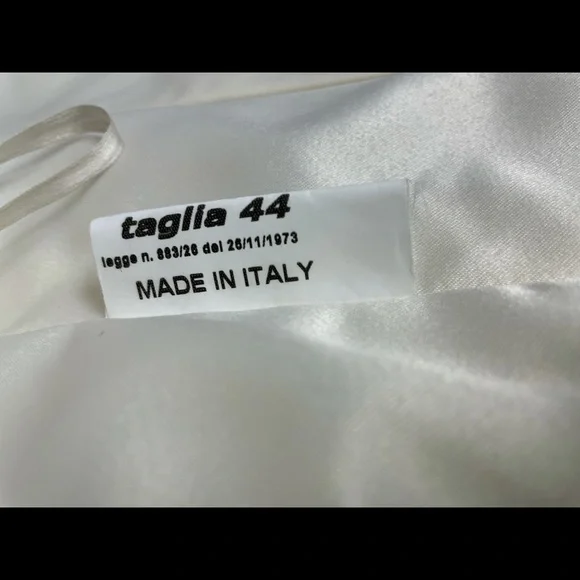 taglia 44
legge n. 883/26 del 26/11/1973
MADE IN ITALY